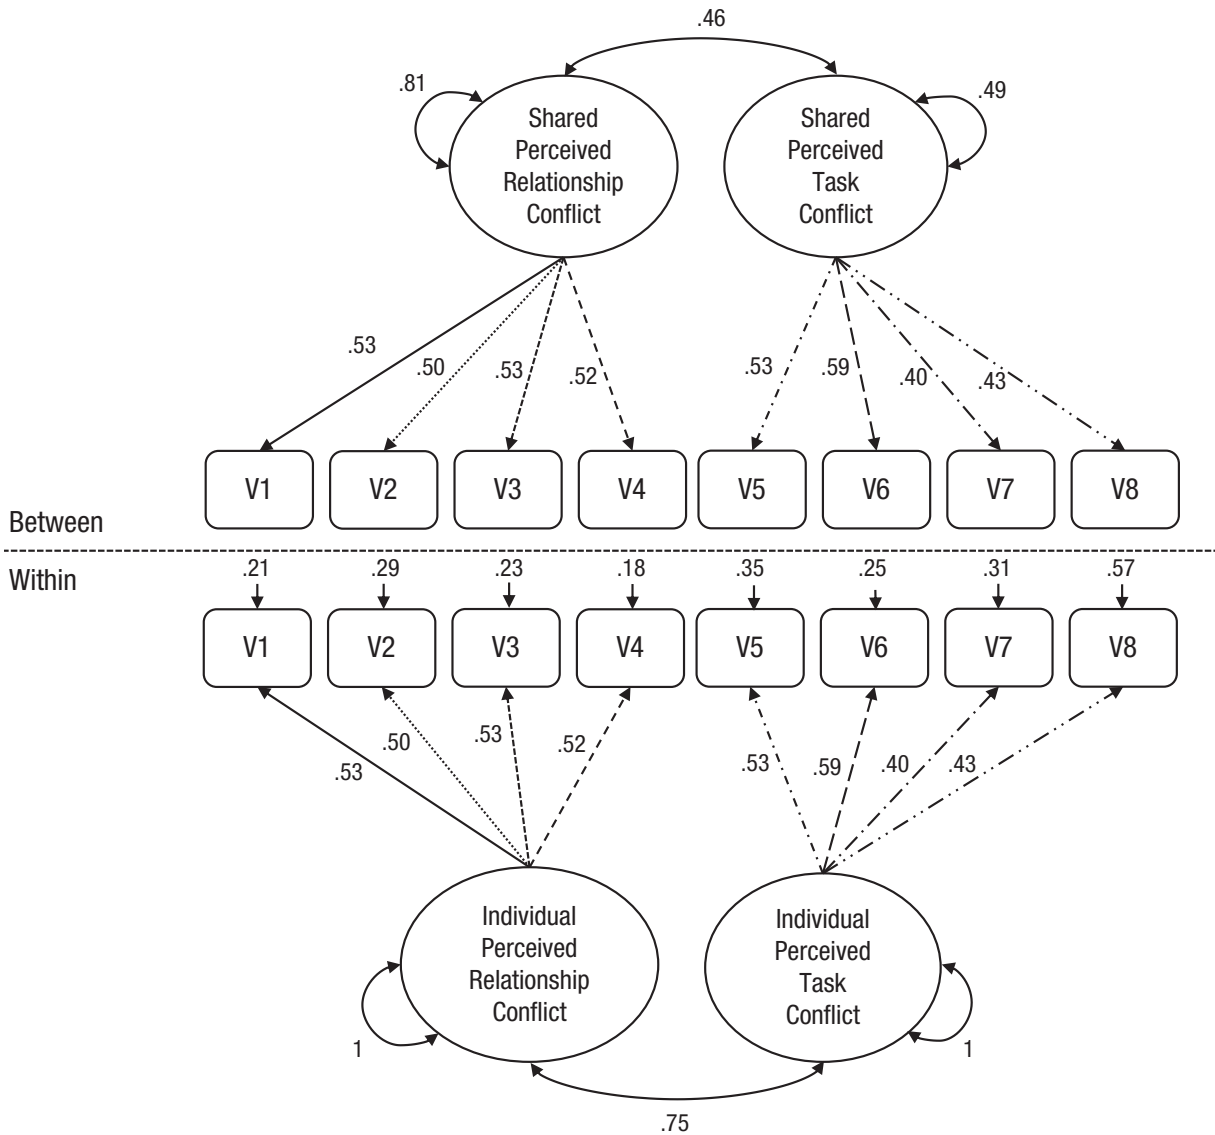 .46
.81
.49
Shared
Perceived
Relationship
Conflict
Shared
Perceived
Task
Conflict
.53
.50
.53
.52
.53
.59
.40
.43
V1
V2
V3
V4
V5
V6
V7
V8
Between
Within
.21
.29
.23
.18
.35
.25
.31
.57
V1
V2
V3
V4
V5
V6
V7
V8
.53
.50
.53
.52
.53
.59
.40
.43
Individual
Perceived
Relationship
Conflict
Individual
Perceived
Task
Conflict
1
1
.75